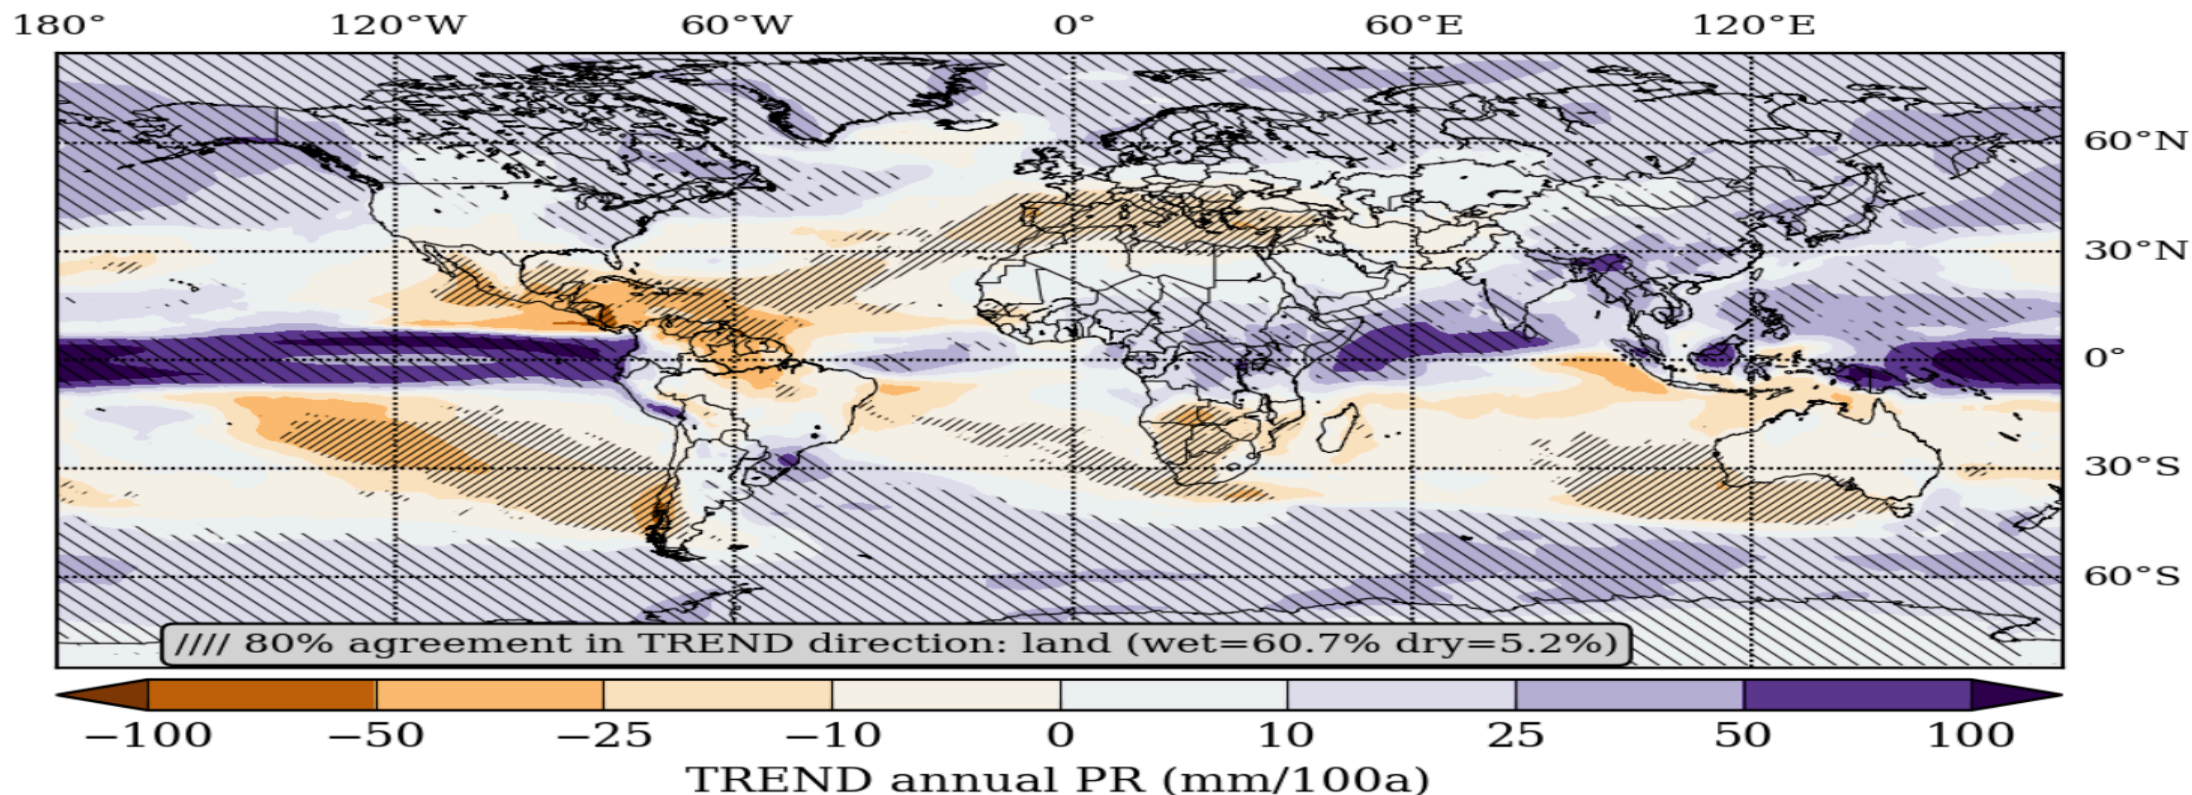 180° 120°W 60°W 0° 60°E 120°E
60°N
30°N
0°
30°S
60°S
//// 80% agreement in TREND direction: land (wet=60.7% dry=5.2%)
−100 −50 −25 −10 0 10 25 50 100
TREND annual PR (mm/100a)